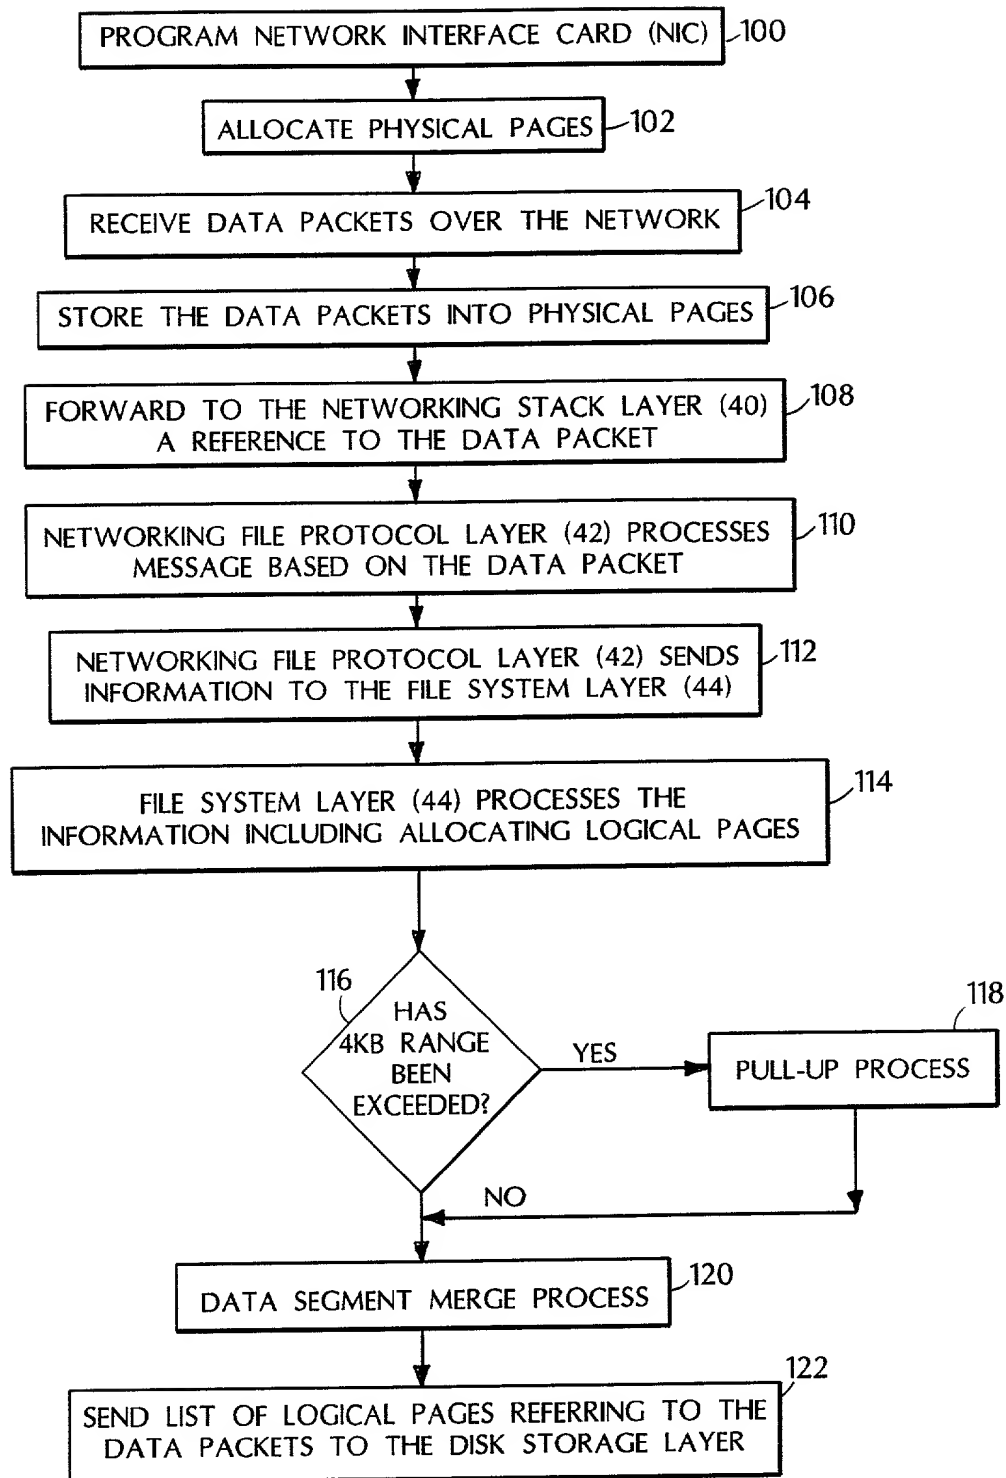 PROGRAM NETWORK INTERFACE CARD (NIC) 100
ALLOCATE PHYSICAL PAGES 102
RECEIVE DATA PACKETS OVER THE NETWORK 104
STORE THE DATA PACKETS INTO PHYSICAL PAGES 106
FORWARD TO THE NETWORKING STACK LAYER (40) 108
A REFERENCE TO THE DATA PACKET
NETWORKING FILE PROTOCOL LAYER (42) PROCESSES 110
MESSAGE BASED ON THE DATA PACKET
NETWORKING FILE PROTOCOL LAYER (42) SENDS 112
INFORMATION TO THE FILE SYSTEM LAYER (44)
FILE SYSTEM LAYER (44) PROCESSES THE 114
INFORMATION INCLUDING ALLOCATING LOGICAL PAGES
116
HAS
4KB RANGE
BEEN
EXCEEDED?
YES
118
PULL-UP PROCESS
NO
DATA SEGMENT MERGE PROCESS 120
122
SEND LIST OF LOGICAL PAGES REFERRING TO THE
DATA PACKETS TO THE DISK STORAGE LAYER